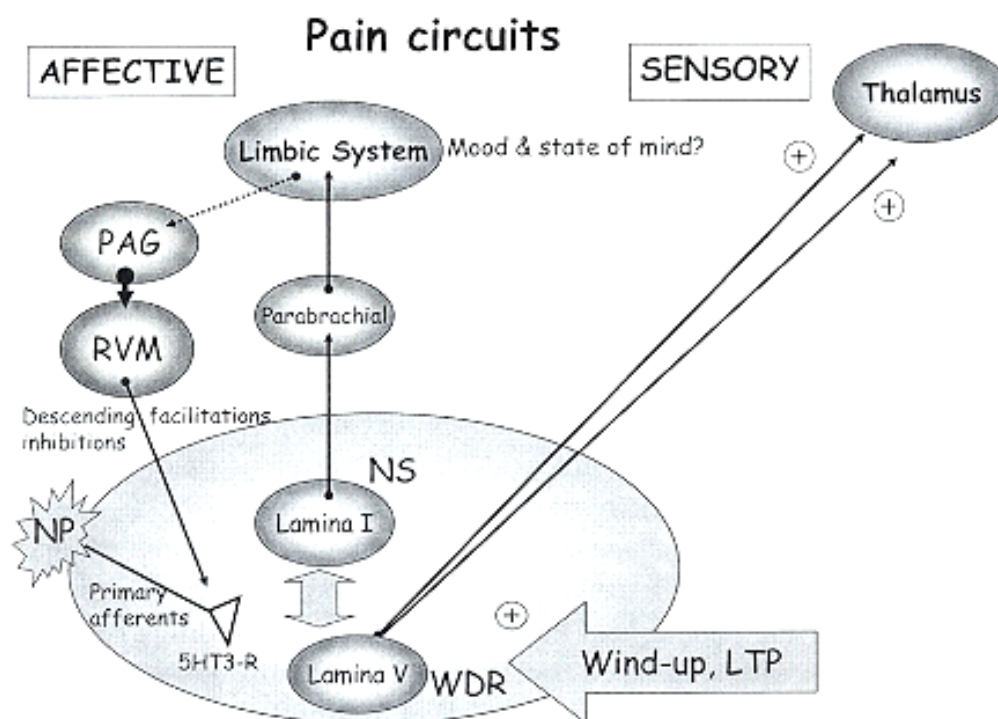 Pain circuits
AFFECTIVE
SENSORY
Thalamus
Limbic System
Mood & state of mind?
+
+
PAG
Parabrachial
RVM
Descending facilitations
inhibitions
NS
Lamina I
NP
Primary
afferents
5HT3-R
+
Lamina V
WDR
Wind-up, LTP